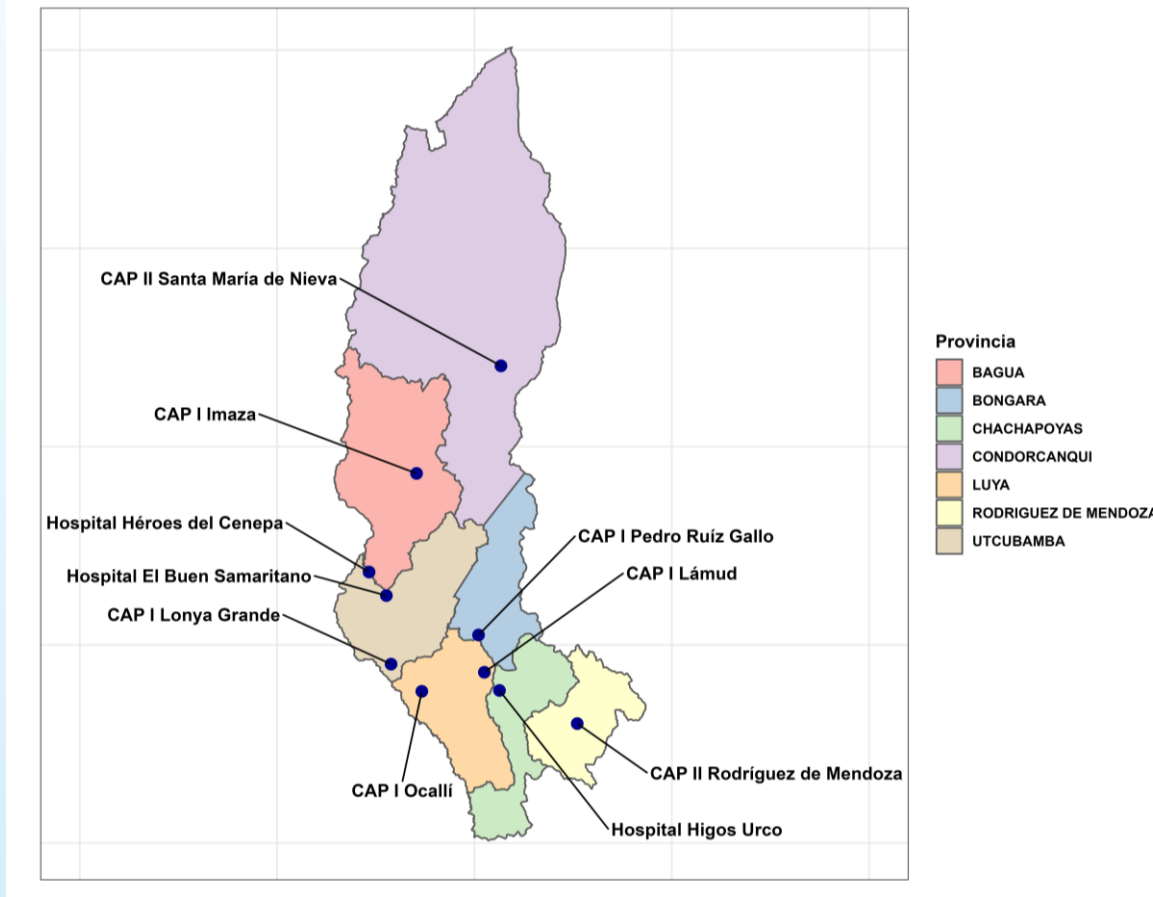 CAP II Santa María de Nieva
CAP I Imaza
Hospital Héroes del Cenepa
Hospital El Buen Samaritano
CAP I Lonya Grande
CAP I Pedro Ruíz Gallo
CAP I Lámud
CAP I Ocallí
CAP II Rodríguez de Mendoza
Hospital Higos Urco
Provincia
BAGUA
BONGARA
CHACHAPOYAS
CONDORCANQUI
LUYA
RODRIGUEZ DE MENDOZA
UTCUBAMBA